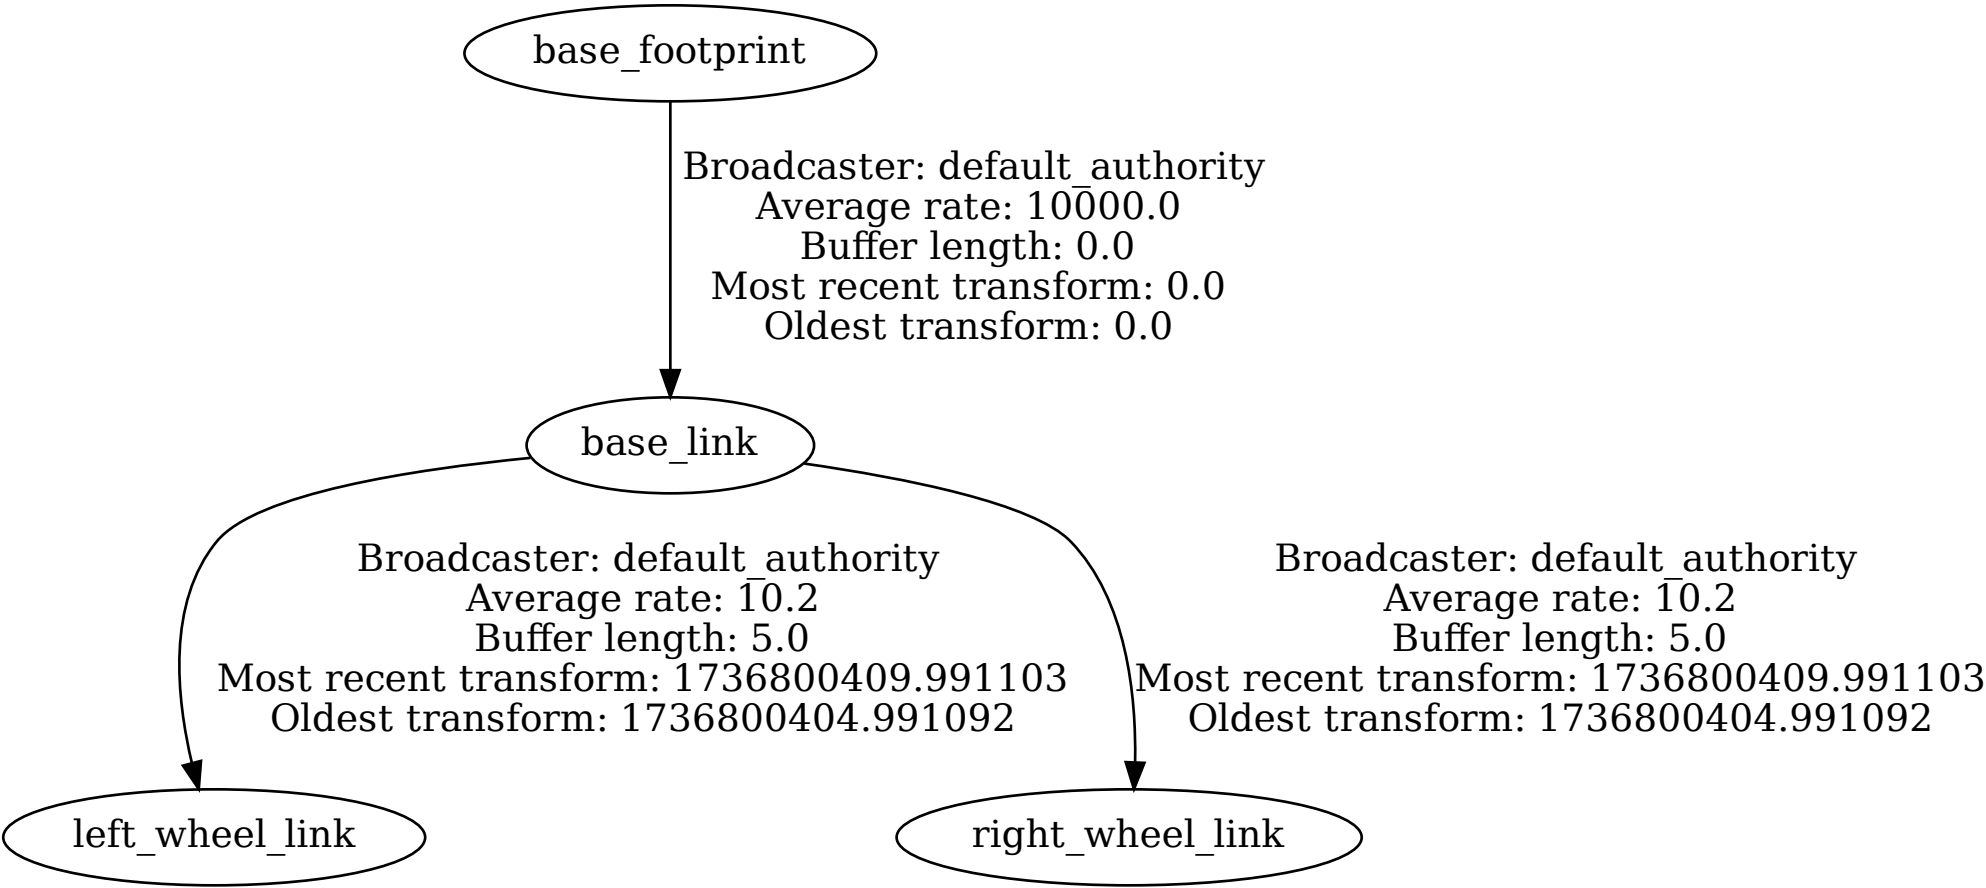 base_footprint
Broadcaster: default_authority
Average rate: 10000.0
Buffer length: 0.0
Most recent transform: 0.0
Oldest transform: 0.0
base_link
Broadcaster: default_authority
Average rate: 10.2
Buffer length: 5.0
Most recent transform: 1736800409.991103
Oldest transform: 1736800404.991092
Broadcaster: default_authority
Average rate: 10.2
Buffer length: 5.0
Most recent transform: 1736800409.991103
Oldest transform: 1736800404.991092
left_wheel_link
right_wheel_link